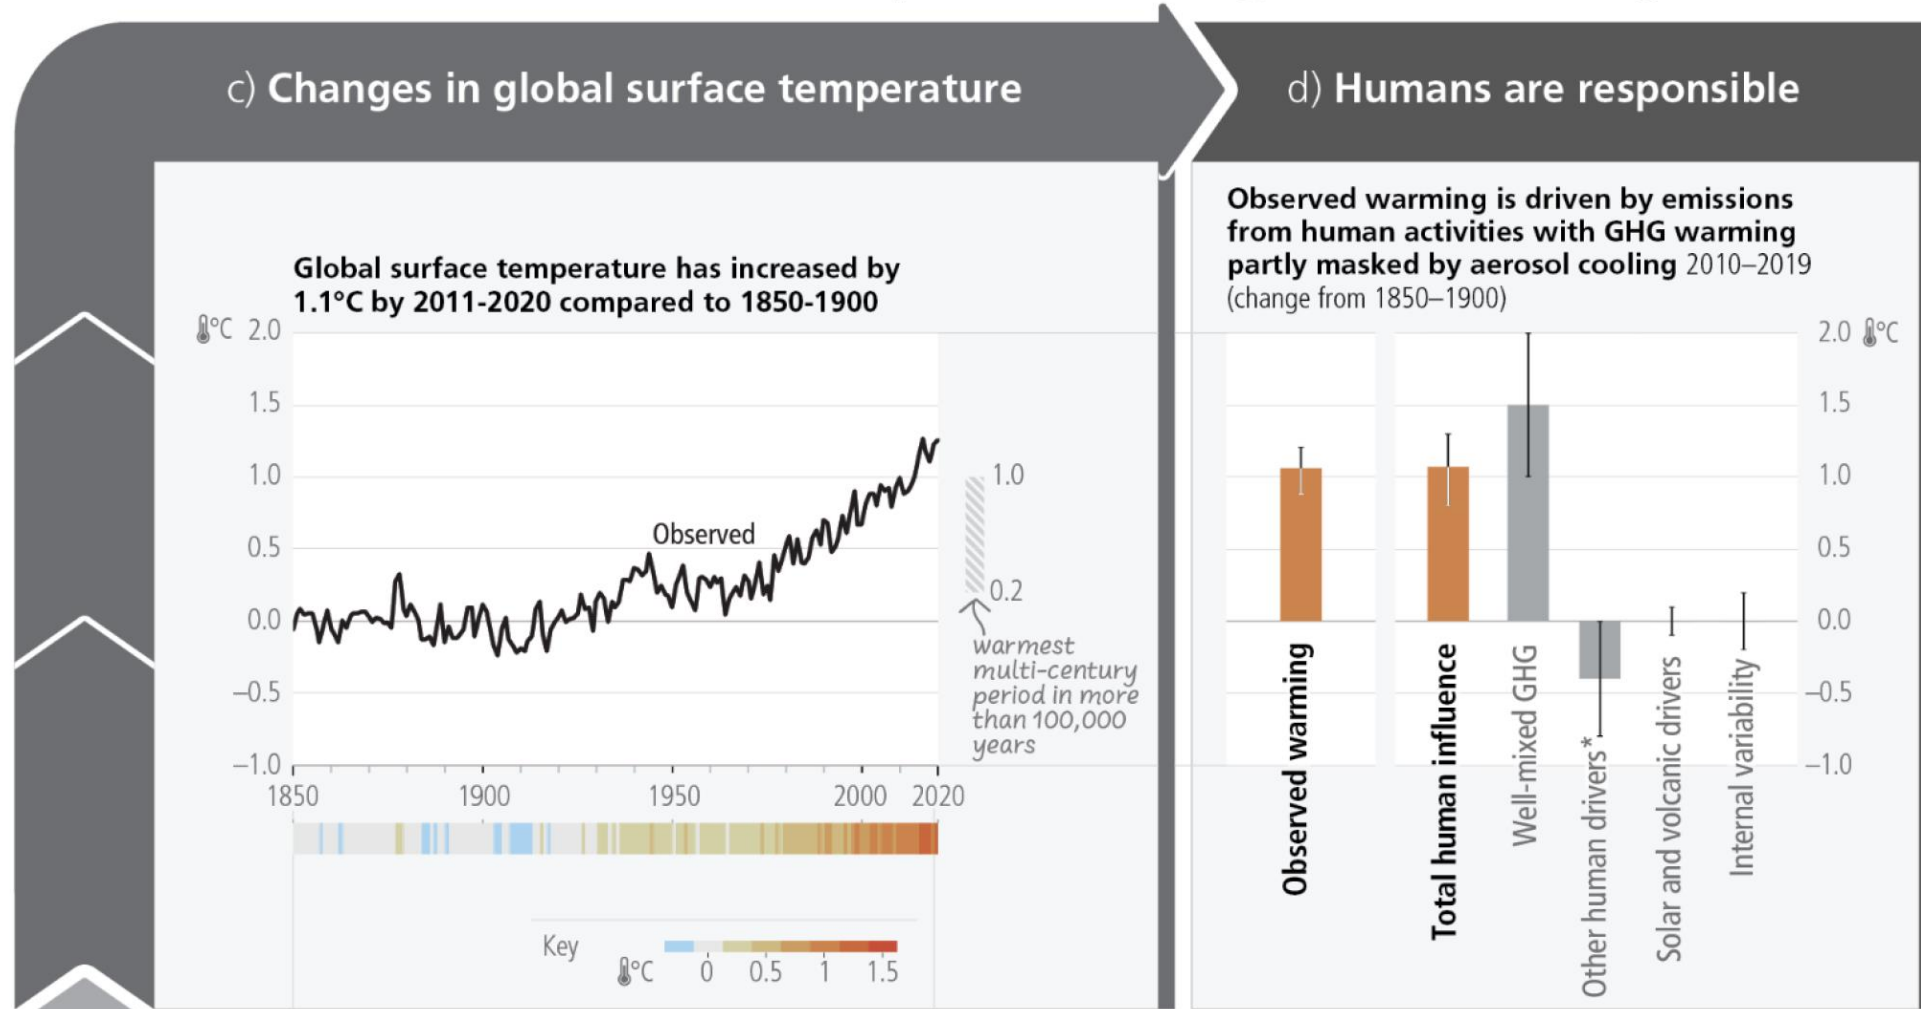 c) Changes in global surface temperature
Global surface temperature has increased by
1.1°C by 2011-2020 compared to 1850-1900
°C 2.0
1.5
1.0
0.5
0.0
−0.5
−1.0
Observed
1850 1900 1950 2000 2020
1.0
0.2
warmest
multi-century
period in more
than 100,000
years
Key
°C 0 0.5 1 1.5
d) Humans are responsible
Observed warming is driven by emissions
from human activities with GHG warming
partly masked by aerosol cooling 2010–2019
(change from 1850–1900)
2.0 °C
1.5
1.0
0.5
0.0
−0.5
−1.0
Observed warming
Total human influence
Well-mixed GHG
Other human drivers*
Solar and volcanic drivers
Internal variability